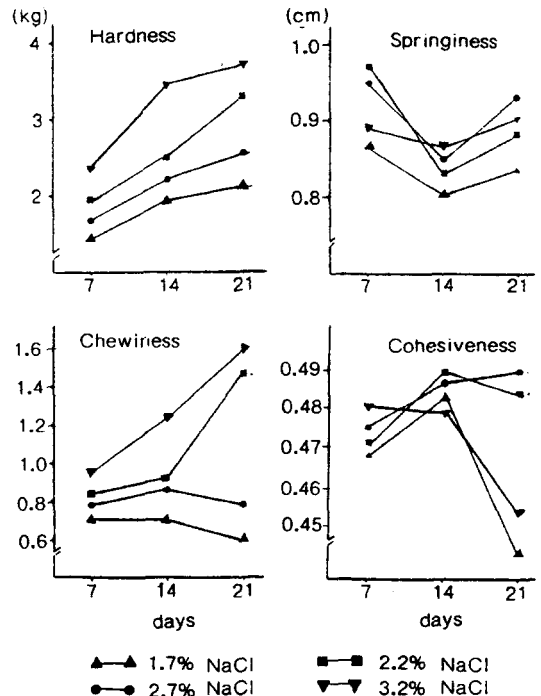 (kg)
Hardness
4
3
2
7 14 21
(cm)
Springiness
1.0
0.9
0.8
7 14 21
Chewiness
1.6
1.4
1.0
0.8
0.6
7 14 21
days
Cohesiveness
0.49
0.48
0.47
0.46
0.45
7 14 21
days
1.7% NaCl
2.2% NaCl
2.7% NaCl
3.2% NaCl